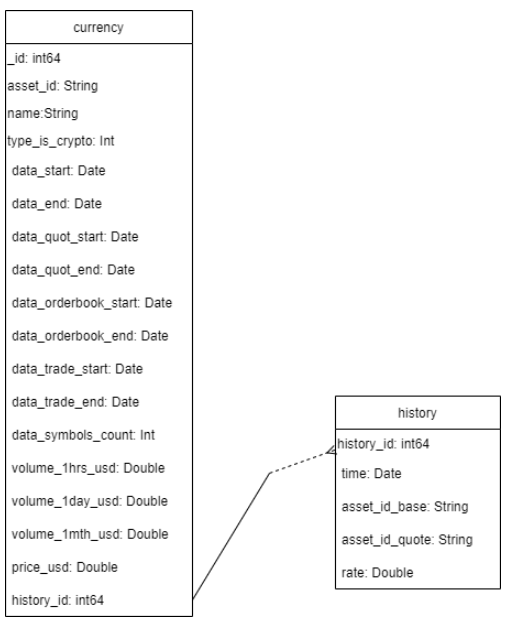 currency
_id: int64
asset_id: String
name:String
type_is_crypto: Int
data_start: Date
data_end: Date
data_quot_start: Date
data_quot_end: Date
data_orderbook_start: Date
data_orderbook_end: Date
data_trade_start: Date
data_trade_end: Date
data_symbols_count: Int
volume_1hrs_usd: Double
volume_1day_usd: Double
volume_1mth_usd: Double
price_usd: Double
history_id: int64
history
history_id: int64
time: Date
asset_id_base: String
asset_id_quote: String
rate: Double